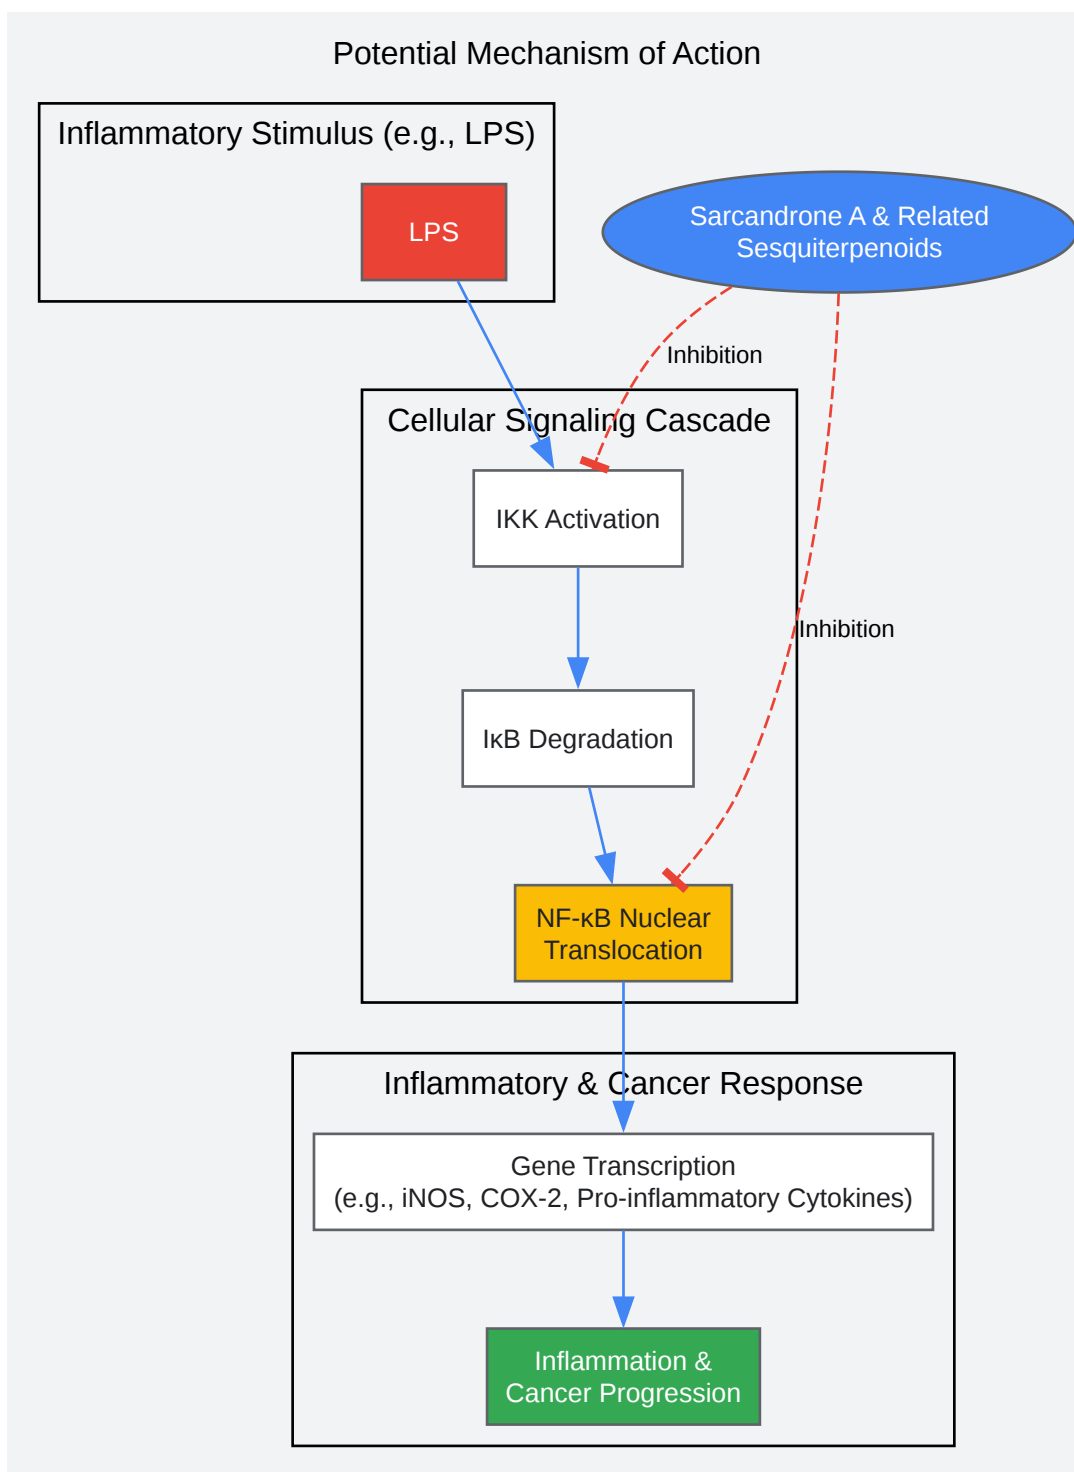 Potential Mechanism of Action
Inflammatory Stimulus (e.g., LPS)
LPS
Sarcandrone A & Related
Sesquiterpenoids
Inhibition
Cellular Signaling Cascade
IKK Activation
Inhibition
IκB Degradation
NF-κB Nuclear
Translocation
Inflammatory & Cancer Response
Gene Transcription
(e.g., iNOS, COX-2, Pro-inflammatory Cytokines)
Inflammation &
Cancer Progression